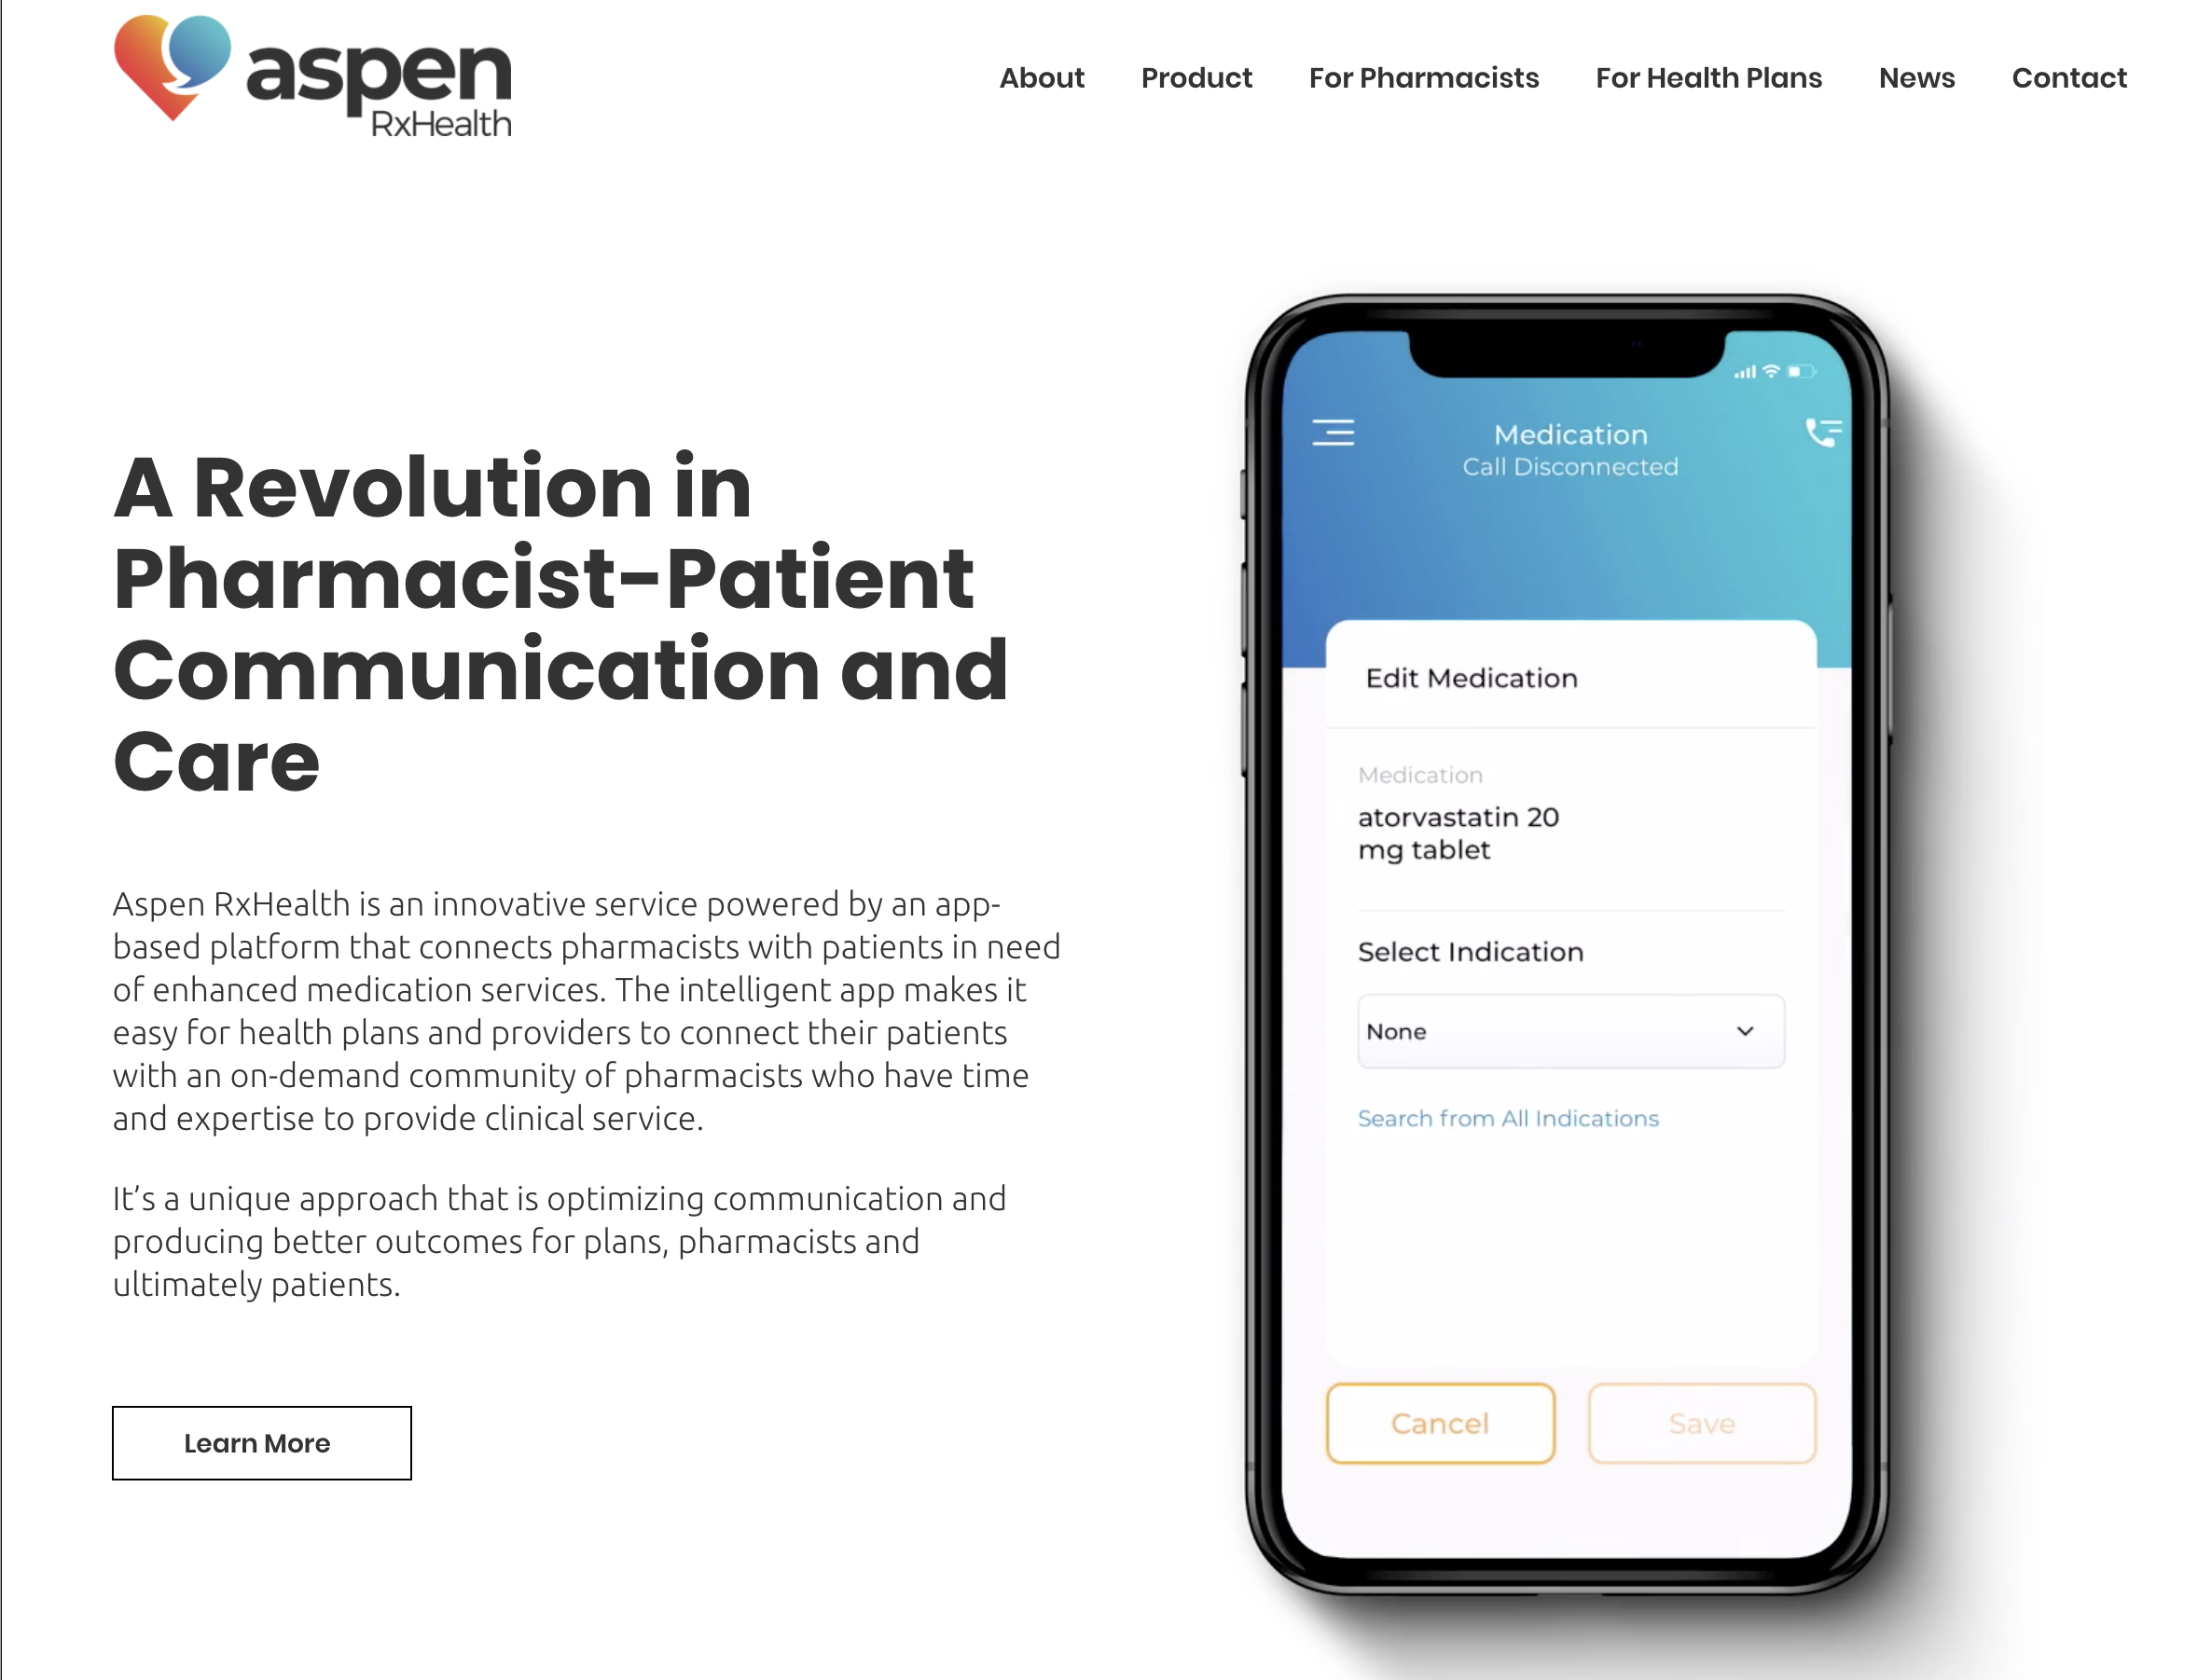 aspen
RxHealth
About
Product
For Pharmacists
For Health Plans
News
Contact
A Revolution in
Pharmacist-Patient
Communication and
Care
Aspen RxHealth is an innovative service powered by an app-
based platform that connects pharmacists with patients in need
of enhanced medication services. The intelligent app makes it
easy for health plans and providers to connect their patients
with an on-demand community of pharmacists who have time
and expertise to provide clinical service.
It’s a unique approach that is optimizing communication and
producing better outcomes for plans, pharmacists and
ultimately patients.
Learn More
Medication
Call Disconnected
Edit Medication
Medication
atorvastatin 20
mg tablet
Select Indication
None
Search from All Indications
Cancel
Save